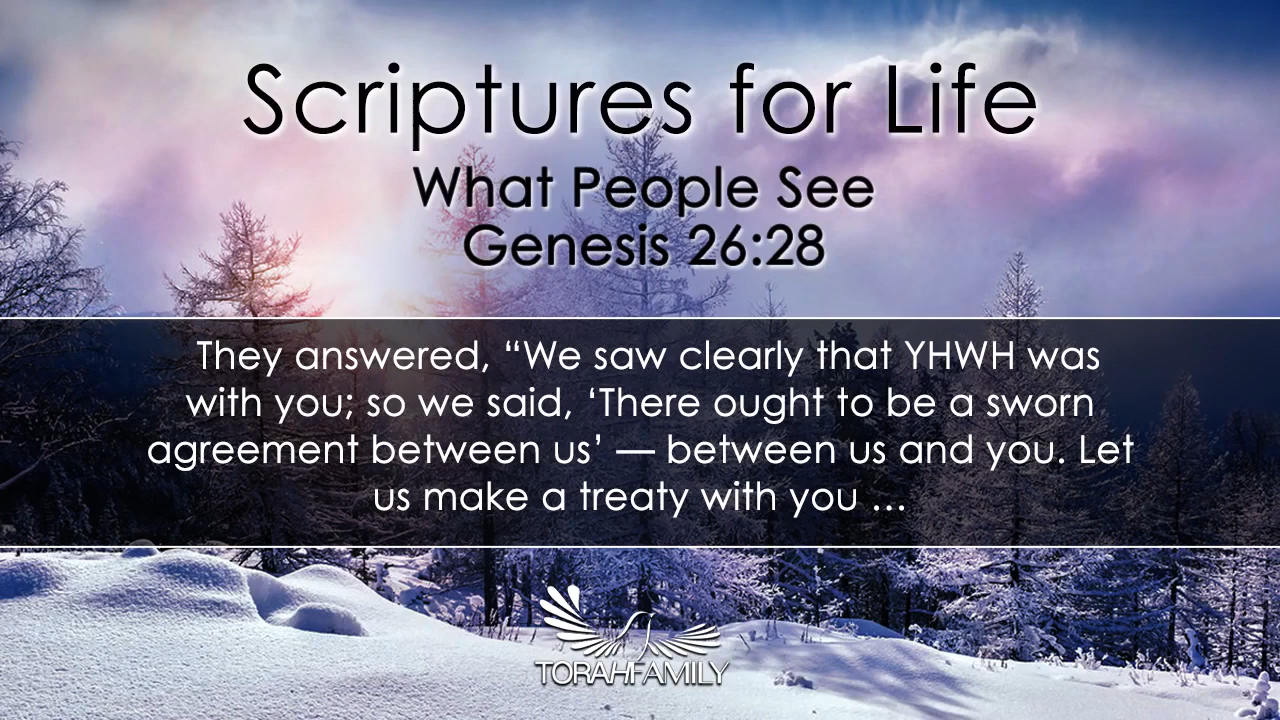 Scriptures for Life
What People See
Genesis 26:28
They answered, “We saw clearly that YHWH was
with you; so we said, ‘There ought to be a sworn
agreement between us’ — between us and you. Let
us make a treaty with you ...
TORAHFAMILY